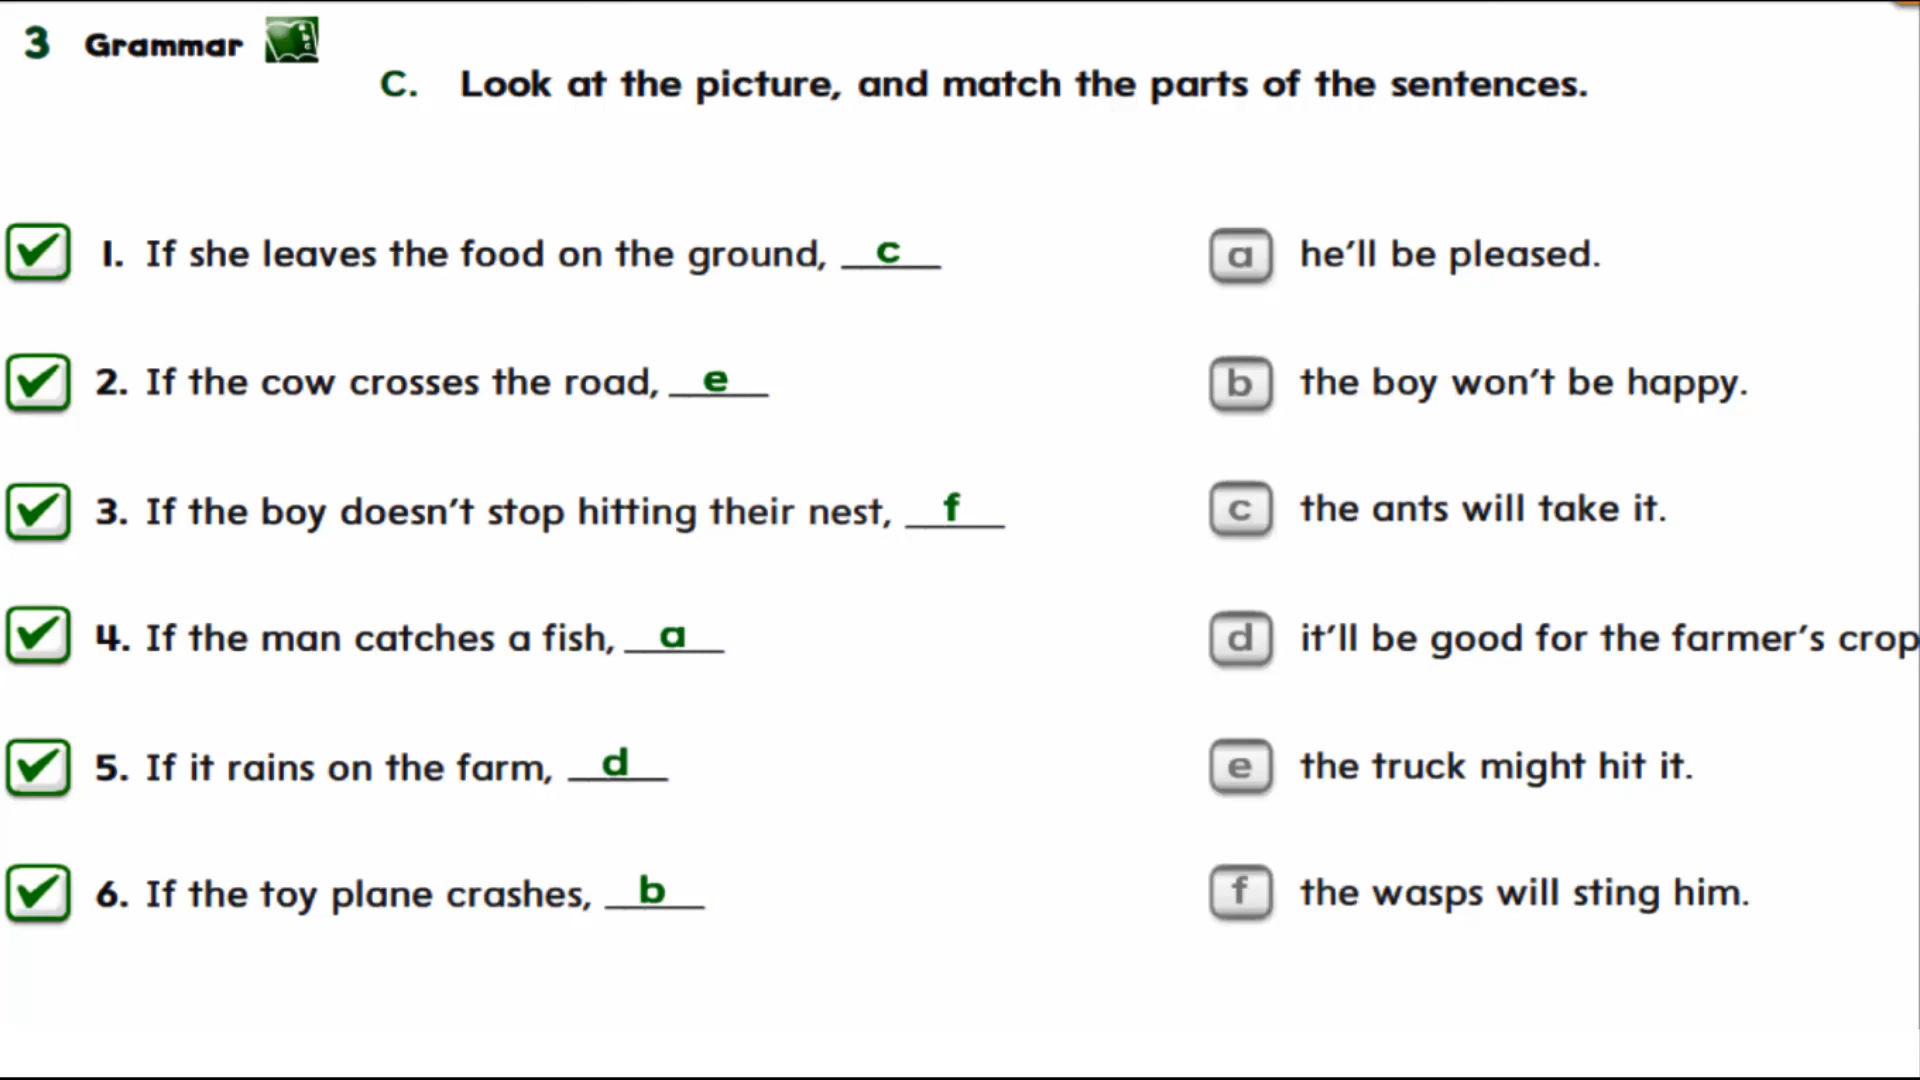 3 Grammar
C. Look at the picture, and match the parts of the sentences.
1. If she leaves the food on the ground, c
a he'll be pleased.
2. If the cow crosses the road, e
b the boy won't be happy.
3. If the boy doesn't stop hitting their nest, f
c the ants will take it.
4. If the man catches a fish, a
d it'll be good for the farmer's crop
5. If it rains on the farm, d
e the truck might hit it.
6. If the toy plane crashes, b
f the wasps will sting him.